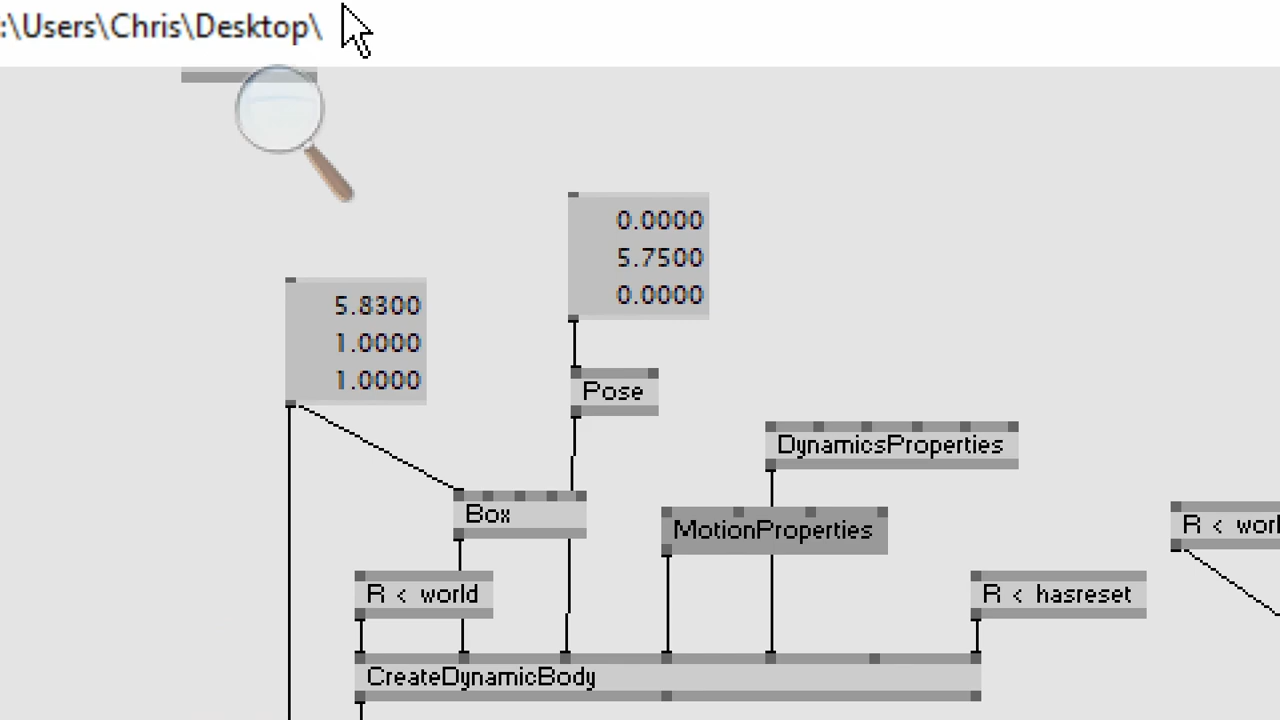 :\Users\Chris\Desktop\
0.0000
5.7500
0.0000
5.8300
1.0000
1.0000
Pose
DynamicsProperties
Box
MotionProperties
R < worl
R < world
R < hasreset
CreateDynamicBody